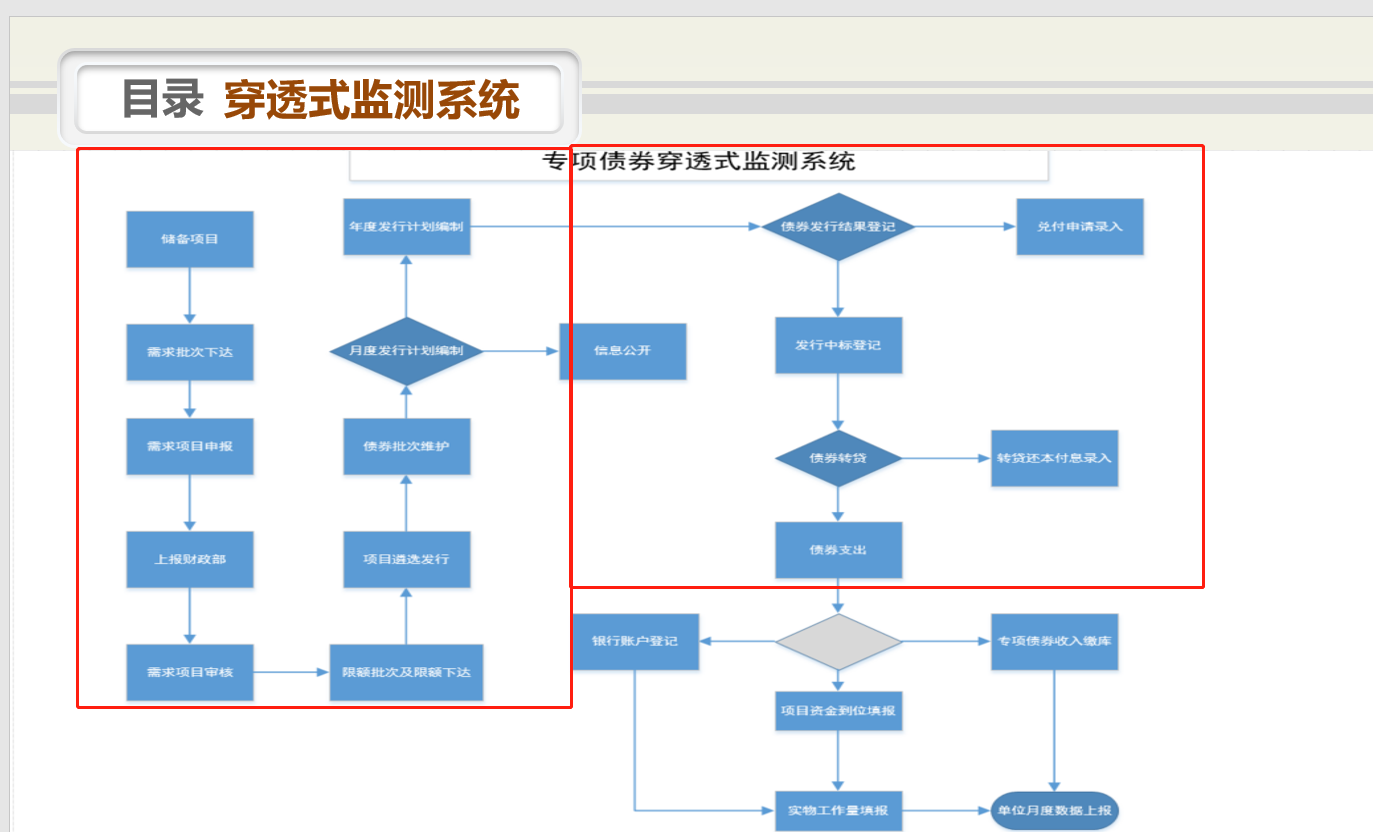 目录 穿透式监测系统
专项债券穿透式监测系统
储备项目
需求批次下达
需求项目申报
上报财政部
需求项目审核
限额批次及限额下达
项目遴选发行
债券批次维护
月度发行计划编制
年度发行计划编制
信息公开
债券发行结果登记
兑付申请录入
发行中标登记
债券转贷
转贷还本付息录入
债券支出
银行账户登记
专项债券收入缴库
项目资金到位填报
实物工作量填报
单位月度数据上报